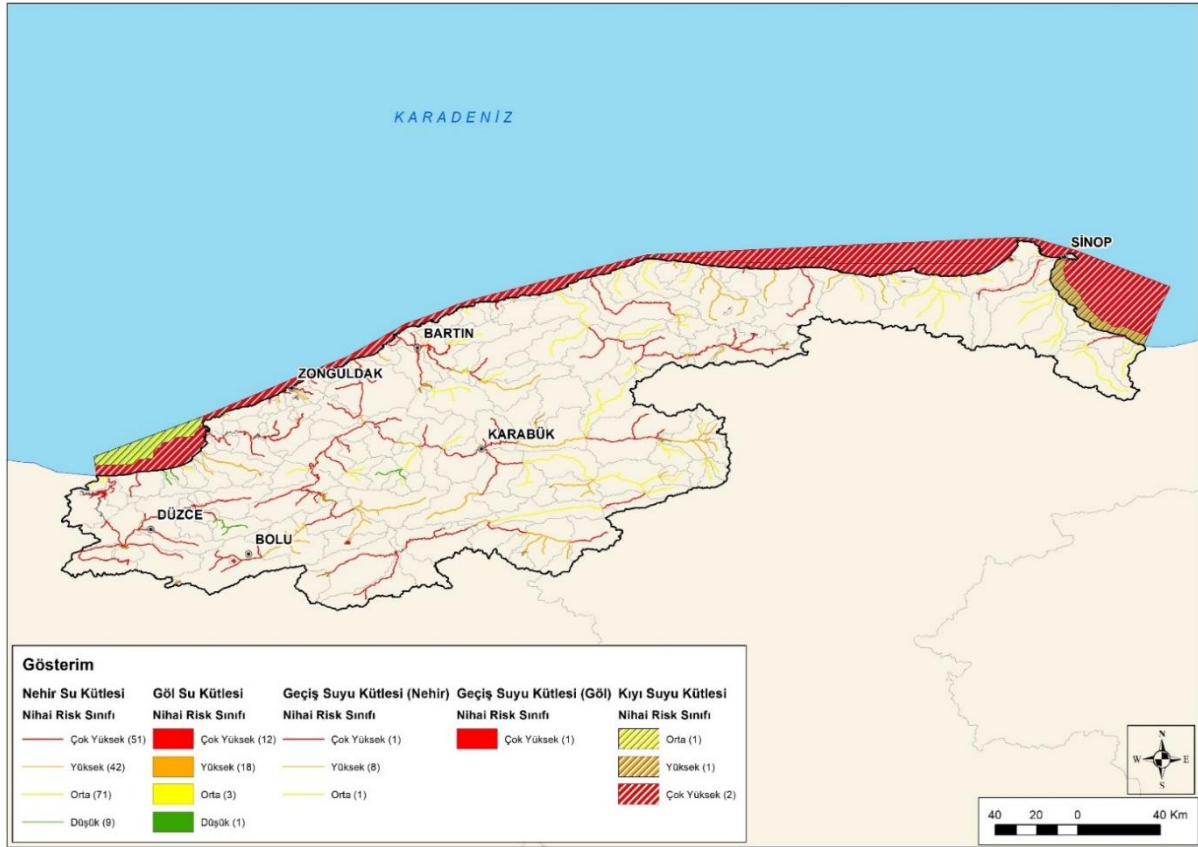 KARADENİZ
SİNOP
BARTIN
ZONGULDAK
KARABÜK
DÜZCE
BOLU
Gösterim
Nehir Su Kütlesi
Nihai Risk Sınıfı
Çok Yüksek (51)
Yüksek (42)
Orta (71)
Düşük (9)
Göl Su Kütlesi
Nihai Risk Sınıfı
Çok Yüksek (12)
Yüksek (18)
Orta (3)
Düşük (1)
Geçiş Suyu Kütlesi (Nehir)
Nihai Risk Sınıfı
Çok Yüksek (1)
Yüksek (8)
Orta (1)
Geçiş Suyu Kütlesi (Göl)
Nihai Risk Sınıfı
Çok Yüksek (1)
Kıyı Suyu Kütlesi
Nihai Risk Sınıfı
Orta (1)
Yüksek (1)
Çok Yüksek (2)
N
W E
S
40 20 0 40 Km